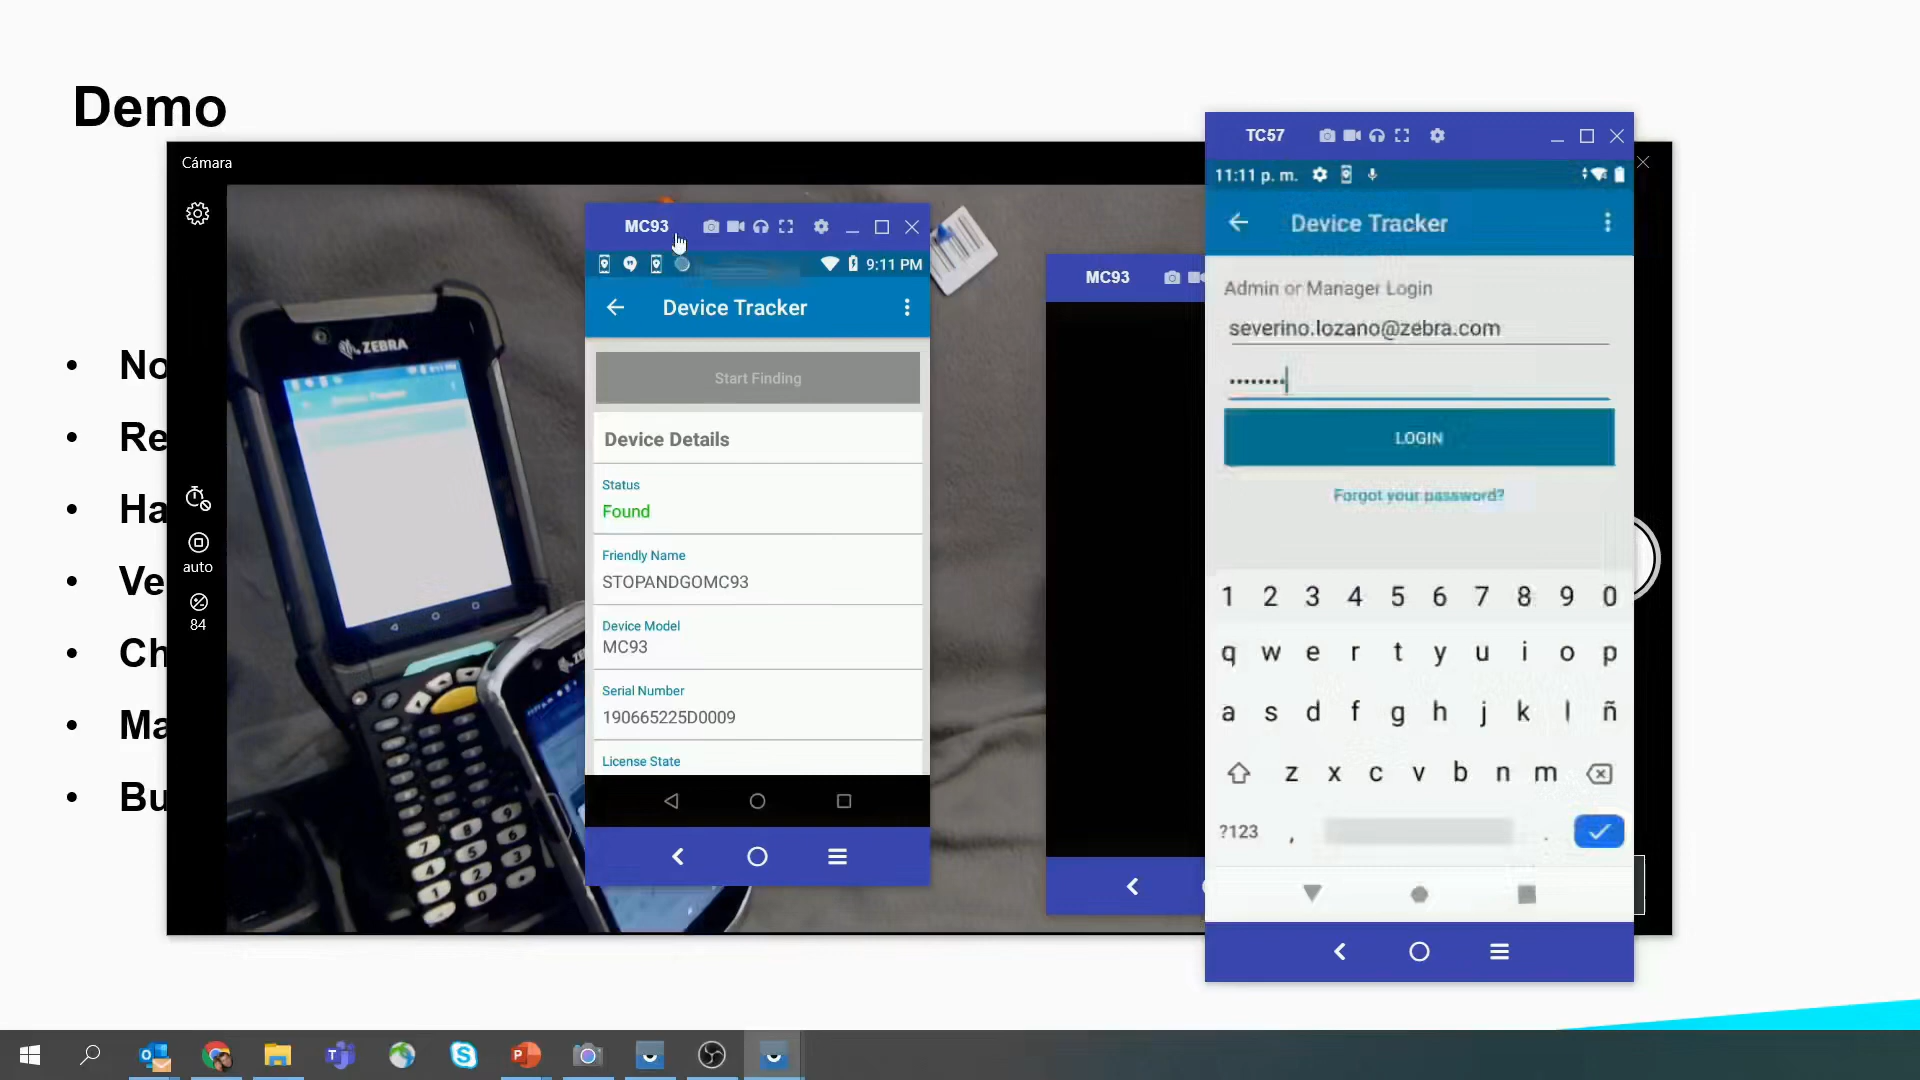 Demo
Cámara
auto
84
No
Re
Ha
Ve
Ch
Ma
Bu
ZEBRA
MC93
9:11 PM
Device Tracker
Start Finding
Device Details
Status
Found
Friendly Name
STOPANDGOMC93
Device Model
MC93
Serial Number
190665225D0009
License State
MC93
TC57
11:11 p. m.
Device Tracker
Admin or Manager Login
severino.lozano@zebra.com
••••••••
LOGIN
Forgot your password?
1 2 3 4 5 6 7 8 9 0
q w e r t y u i o p
a s d f g h j k l ñ
z x c v b n m
?123 , .